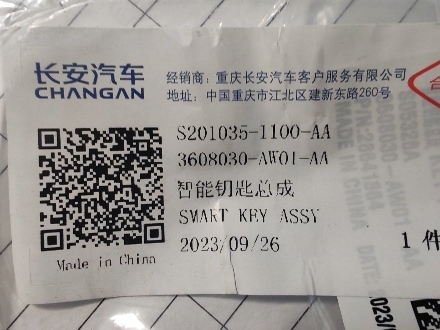 长安汽车
CHANGAN
经销商：重庆长安汽车客户服务有限公司
地址：中国重庆市江北区建新东路260号
合
S201035-1100-AA
3608030-AW01-AA
智能钥匙总成
SMART KEY ASSY
2023/09/26
1 件
Made in China